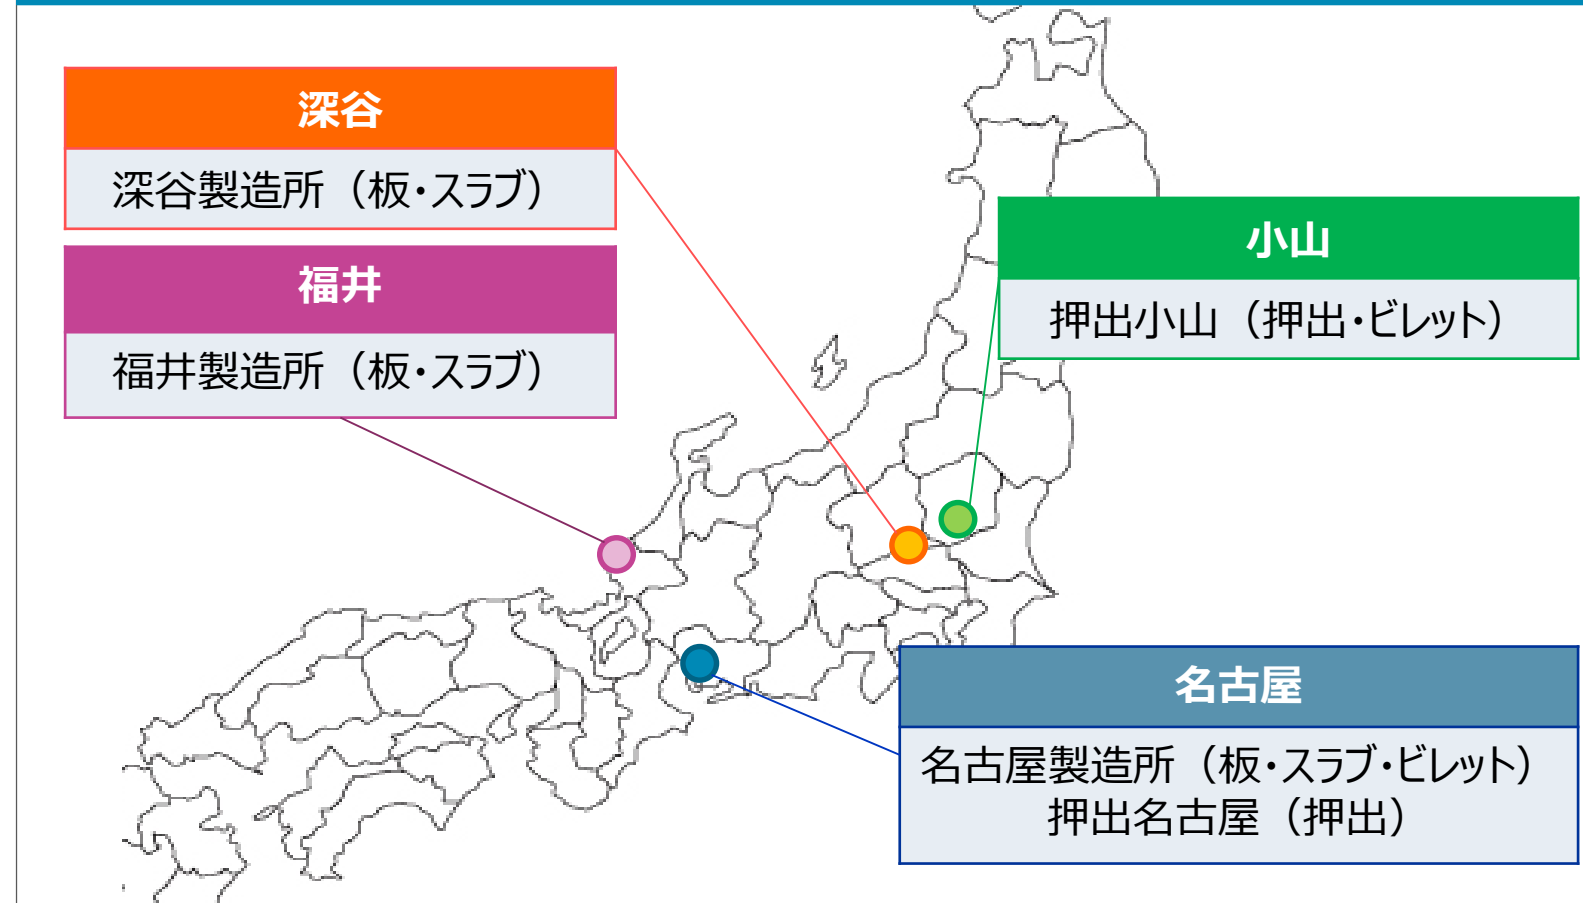 深谷
深谷製造所（板・スラブ）
福井
福井製造所（板・スラブ）
小山
押出小山（押出・ビレット）
名古屋
名古屋製造所（板・スラブ・ビレット）
押出名古屋（押出）